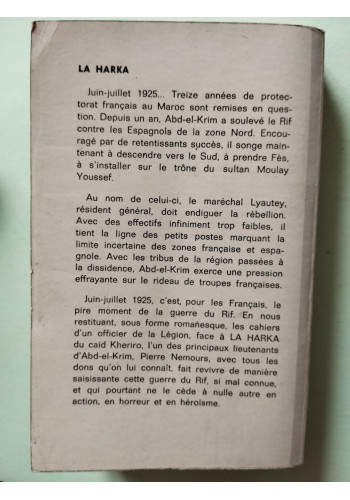 LA HARKA
Juin-juillet 1925... Treize années de protec-
torat français au Maroc sont remises en ques-
tion. Depuis un an, Abd-el-Krim a soulevé le Rif
contre les Espagnols de la zone Nord. Encou-
ragé par de retentissants succès, il songe main-
tenant à descendre vers le Sud, à prendre Fès,
à s'installer sur le trône du sultan Moulay
Youssef.
Au nom de celui-ci, le maréchal Lyautey,
résident général, doit endiguer la rébellion.
Avec des effectifs infiniment trop faibles, il
tient la ligne des petits postes marquant la
limite incertaine des zones française et espa-
gnole. Avec les tribus de la région passées à
la dissidence, Abd-el-Krim exerce une pression
effrayante sur le rideau de troupes françaises.
Juin-juillet 1925, c'est, pour les Français, le
pire moment de la guerre du Rif. En nous
restituant, sous forme romanesque, les cahiers
d'un officier de la Légion, face à LA HARKA
du caïd Kheriro, l'un des principaux lieutenants
d'Abd-el-Krim, Pierre Nemours, avec tous les
dons qu'on lui connaît, fait revivre de manière
saisissante cette guerre du Rif, si mal connue,
et qui pourtant ne le cède à nulle autre en
action, en horreur et en héroïsme.